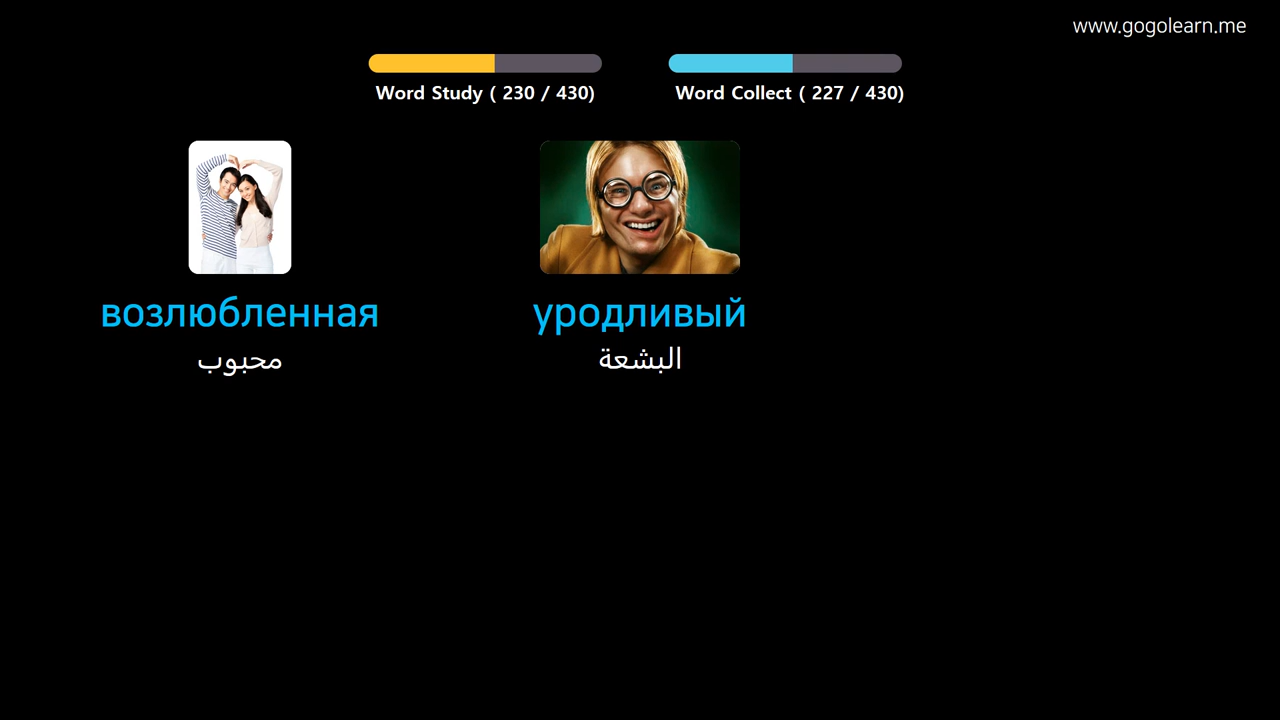 www.gogolearn.me
Word Study ( 230 / 430)
Word Collect ( 227 / 430)
возлюбленная
уродливый
محبوب
البشعة